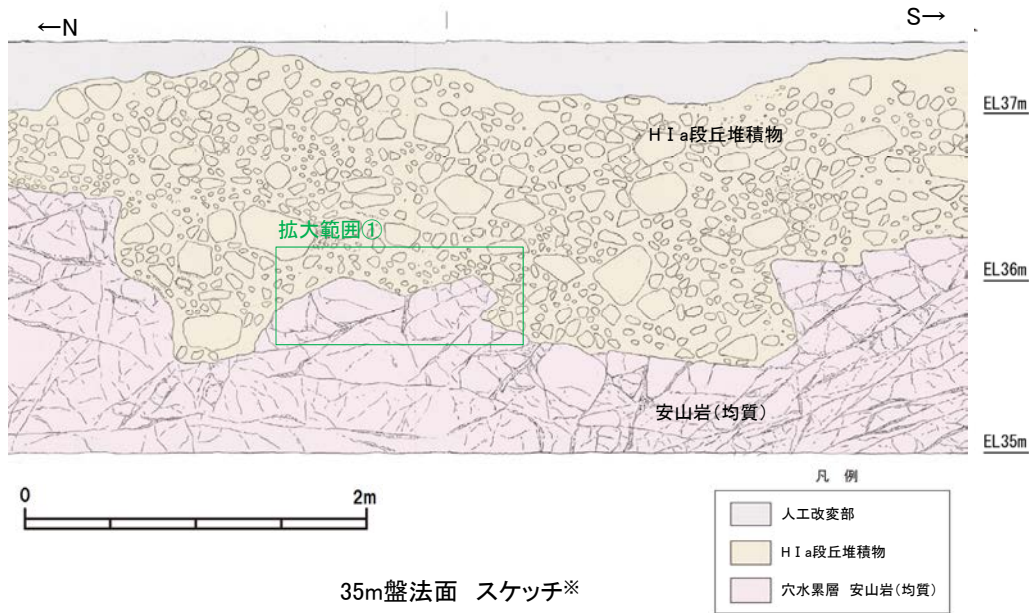 ←N
S→
EL37m
HⅠa段丘堆積物
拡大範囲①
EL36m
安山岩(均質)
EL35m
0 2m
凡 例
人工改変部
HⅠa段丘堆積物
穴水累層 安山岩(均質)
35m盤法面 スケッチ※